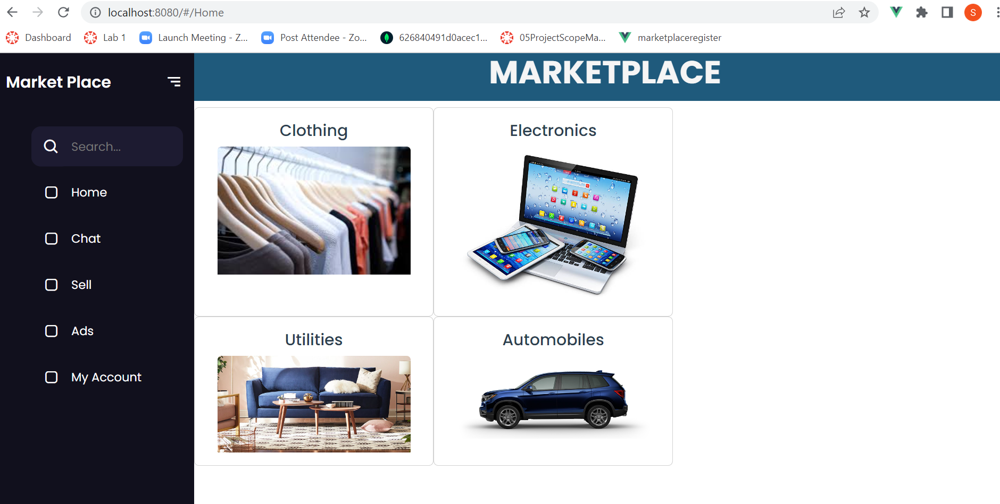 localhost:8080/#/Home
S
Dashboard
Lab 1
Launch Meeting - Z...
Post Attendee - Zo...
626840491d0acec1...
05ProjectScopeMa...
marketplaceregister
Market Place
MARKETPLACE
Search...
Home
Chat
Sell
Ads
My Account
Clothing
Electronics
Utilities
Automobiles